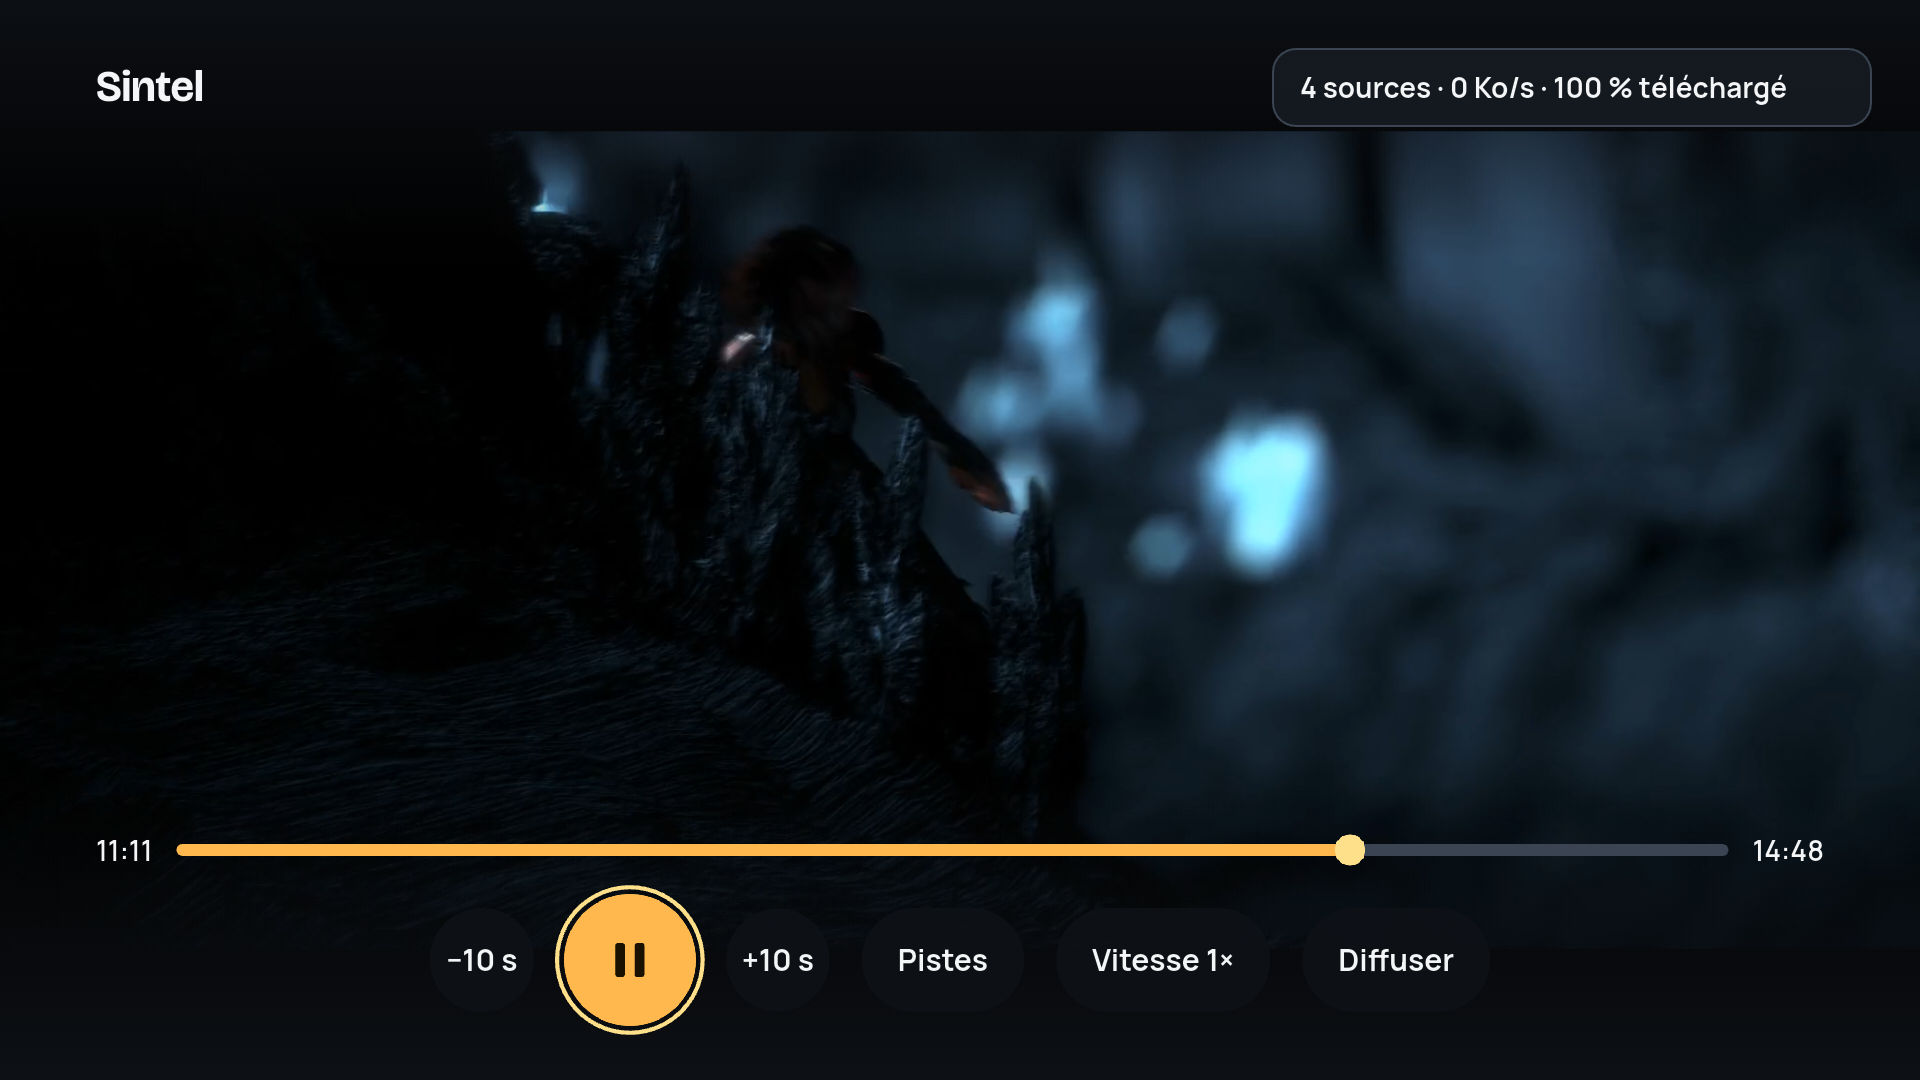 Sintel
4 sources · 0 Ko/s · 100 % téléchargé
11:11
14:48
−10 s
+10 s
Pistes
Vitesse 1×
Diffuser